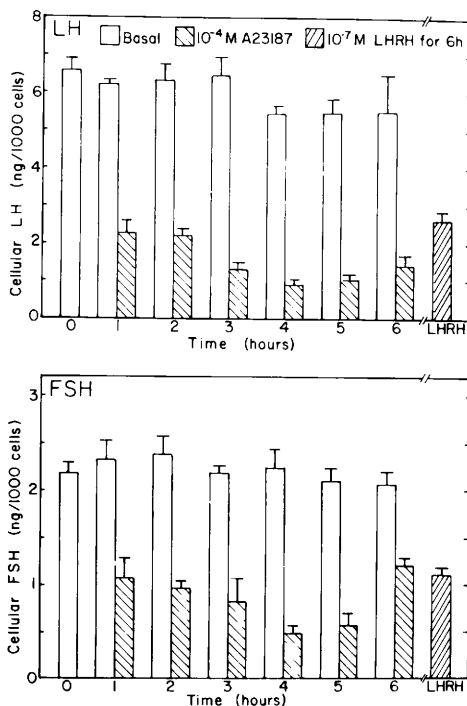 LH
Basal
10⁻⁴M A23187
10⁻⁷M LHRH for 6h
Cellular LH (ng/1000 cells)
8
6
4
2
0
0 1 2 3 4 5 6 LHRH
Time (hours)
FSH
Cellular FSH (ng/1000 cells)
3
2
1
0
0 1 2 3 4 5 6 LHRH
Time (hours)